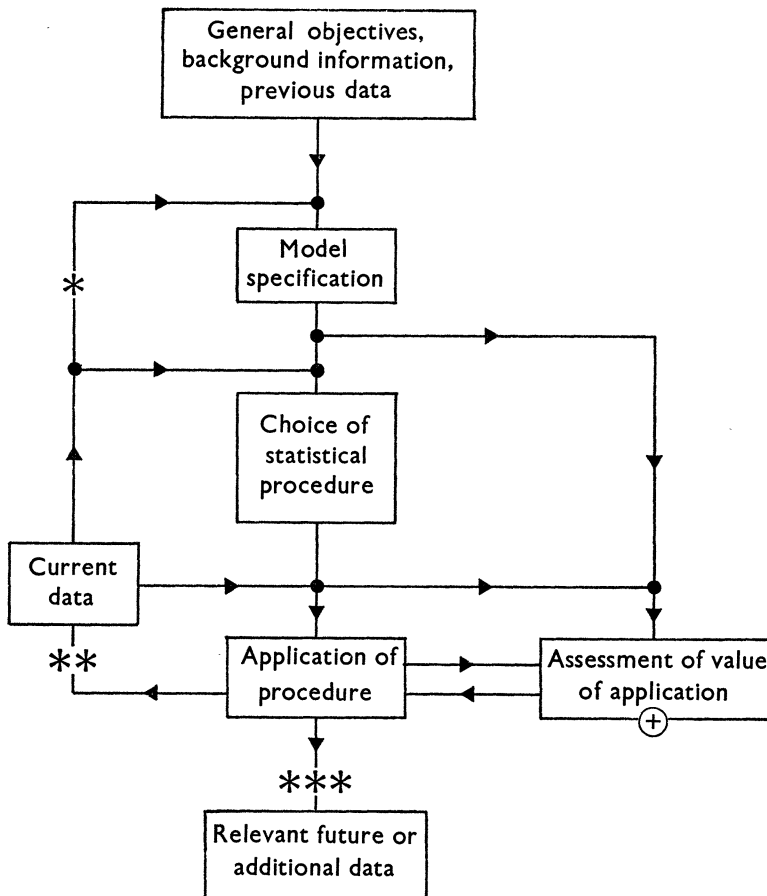 General objectives,
background information,
previous data
Model
specification
*
Choice of
statistical
procedure
Current
data
**
Application of
procedure
Assessment of value
of application
+
***
Relevant future or
additional data